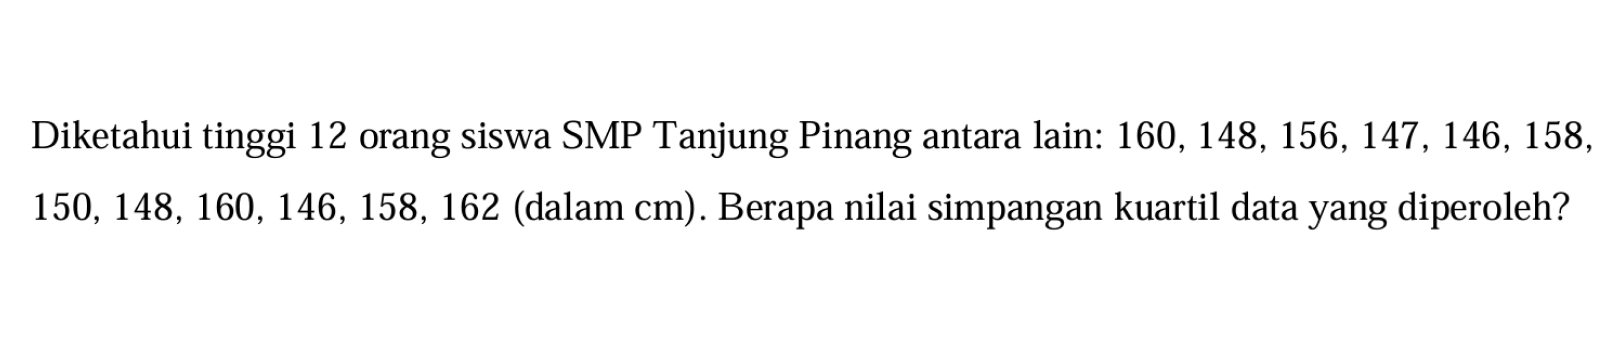 Diketahui tinggi 12 orang siswa SMP Tanjung Pinang antara lain: 160, 148, 156, 147, 146, 158,
150, 148, 160, 146, 158, 162 (dalam cm). Berapa nilai simpangan kuartil data yang diperoleh?